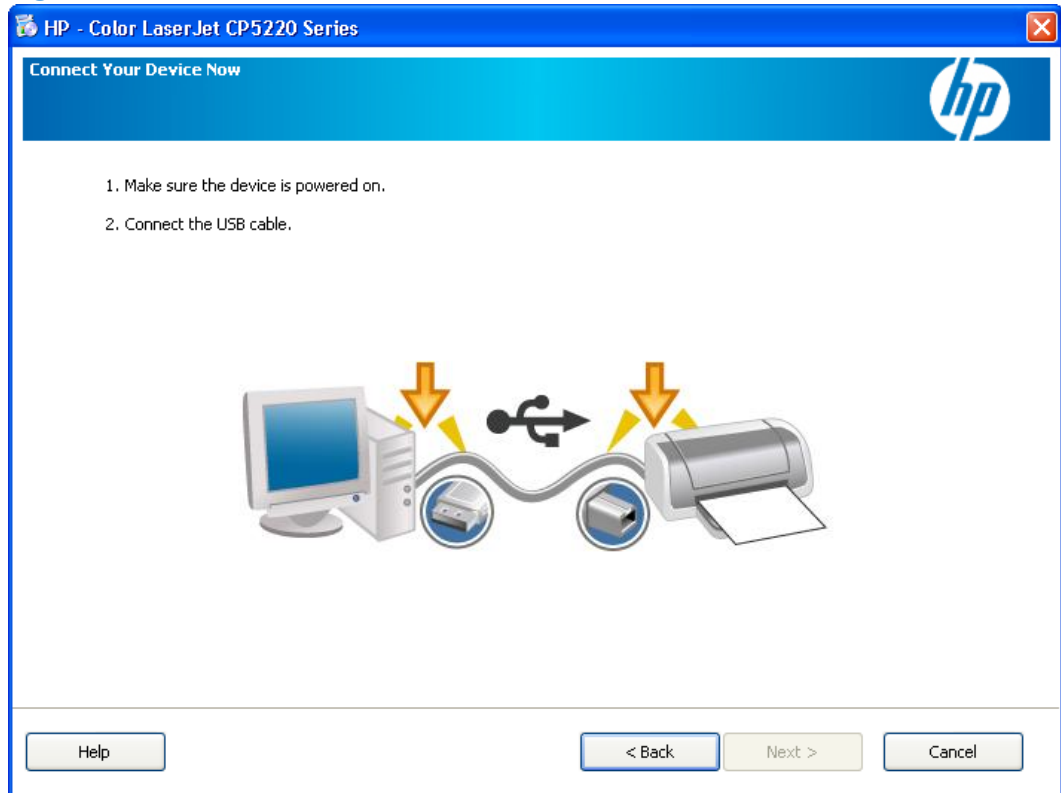 HP - Color LaserJet CP5220 Series
Connect Your Device Now
hp
1. Make sure the device is powered on.
2. Connect the USB cable.
Help
< Back
Next >
Cancel